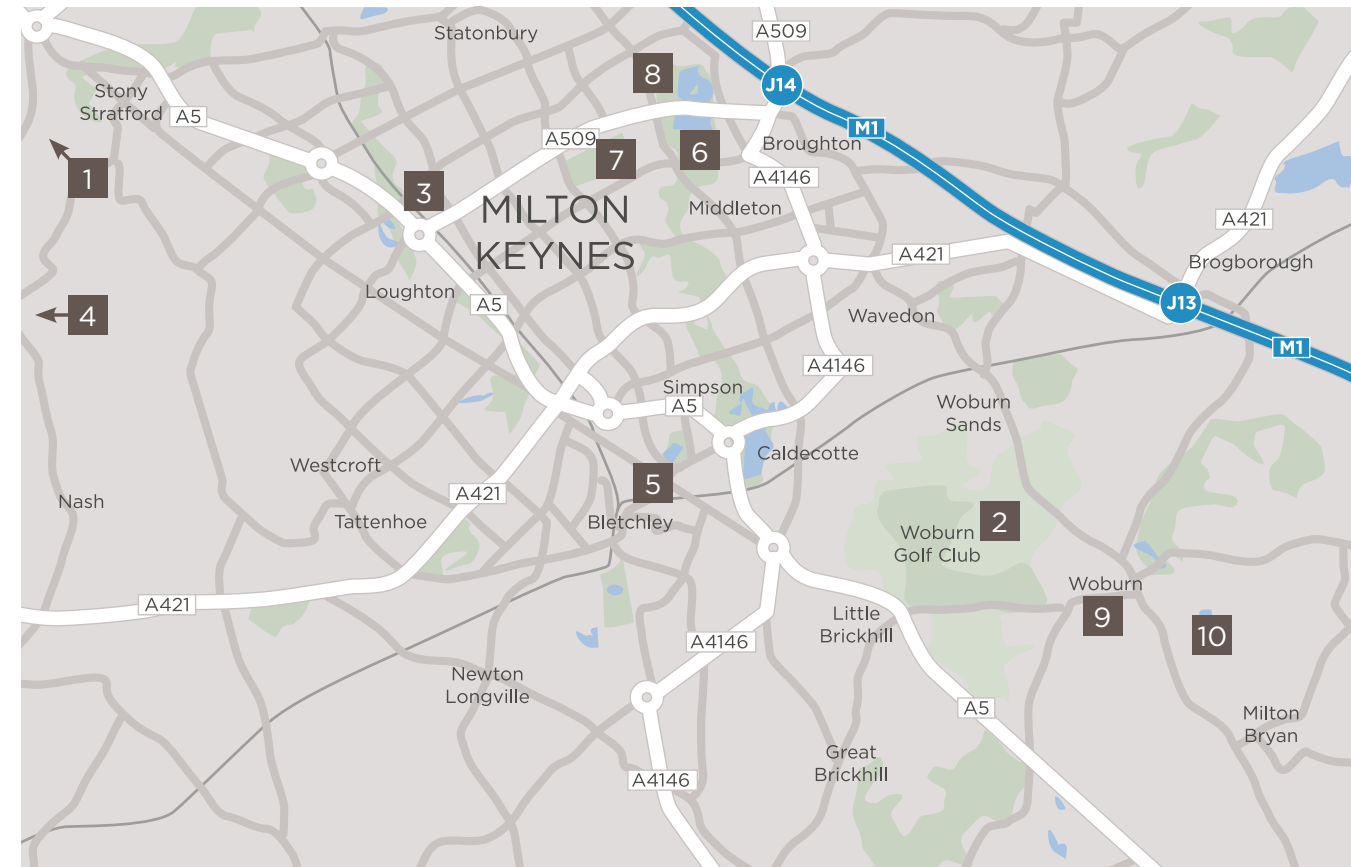 A509
Statonbury
8
J14
Stony
Stratford
A5
M1
A509
7
6
Broughton
1
3
A4146
MILTON
KEYNES
Middleton
A421
A421
Brogborough
Loughton
A5
J13
4
Wavedon
M1
A4146
Simpson
A5
Woburn
Sands
Caldecotte
Westcroft
5
A421
Nash
Tattenhoe
Bletchley
2
Woburn
Golf Club
Woburn
A421
Little
Brickhill
9
10
A4146
Newton
Longville
A5
Milton
Bryan
Great
Brickhill
A4146